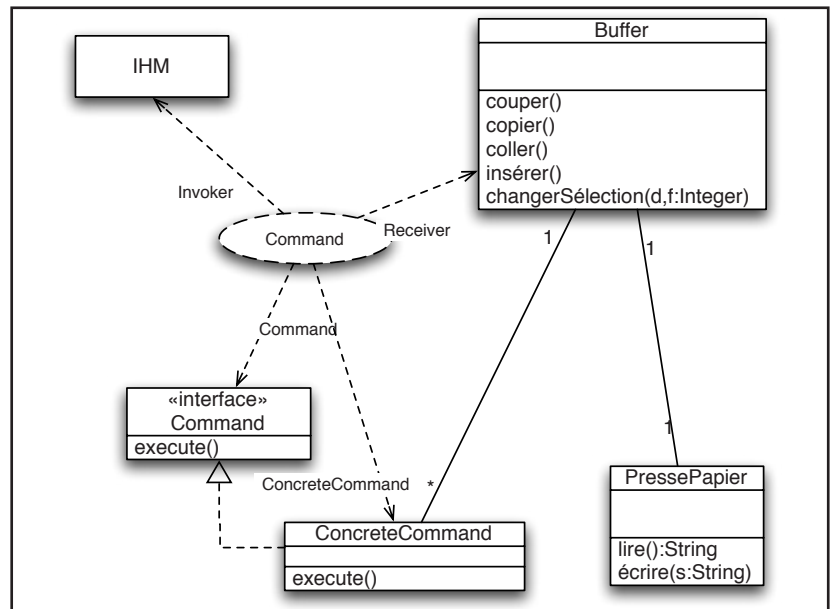 IHM
Buffer
couper()
copier()
coller()
insérer()
changerSélection(d,f:Integer)
Invoker
Command
Receiver
1
1
Command
«interface»
Command
execute()
ConcreteCommand
*
1
ConcreteCommand
execute()
PressePapier
lire():String
écrire(s:String)